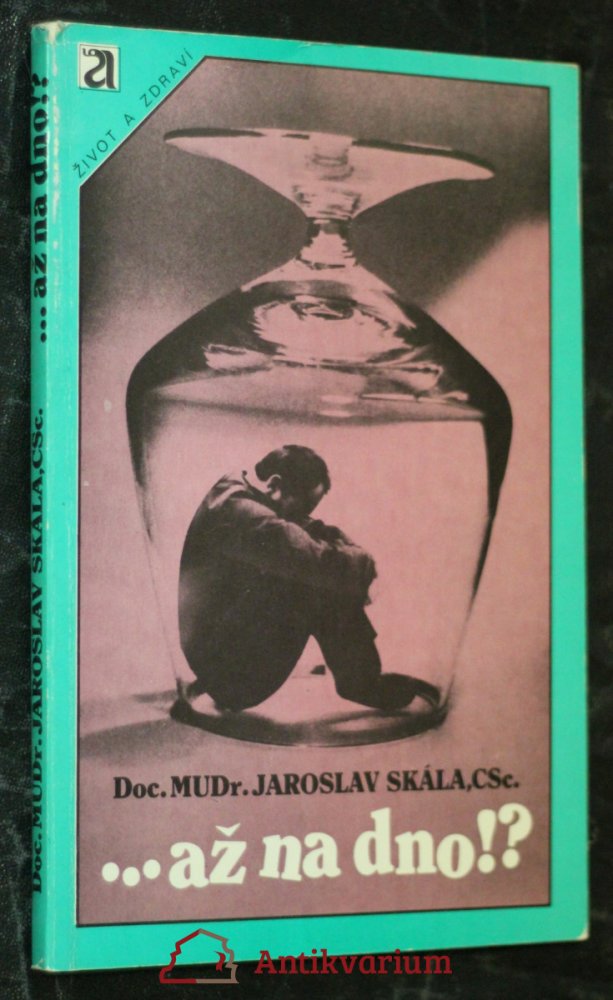 ŽIVOT A ZDRAVÍ
Doc. MUDr. JAROSLAV SKÁLA, CSc.
... až na dno!?
Doc. MUDr. JAROSLAV SKÁLA, CSc.
... až na dno!?
Antikvarium